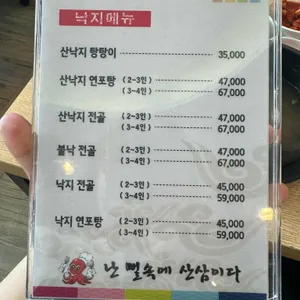 낙지메뉴
산낙지 탕탕이 35,000
산낙지 연포탕 (2~3인) 47,000
(3~4인) 67,000
산낙지 전골 (2~3인) 47,000
(3~4인) 67,000
불낙 전골 (2~3인) 47,000
(3~4인) 67,000
낙지 전골 (2~3인) 45,000
(3~4인) 59,000
낙지 연포탕 (2~3인) 45,000
(3~4인) 59,000
난 뻘속에 산삼이다